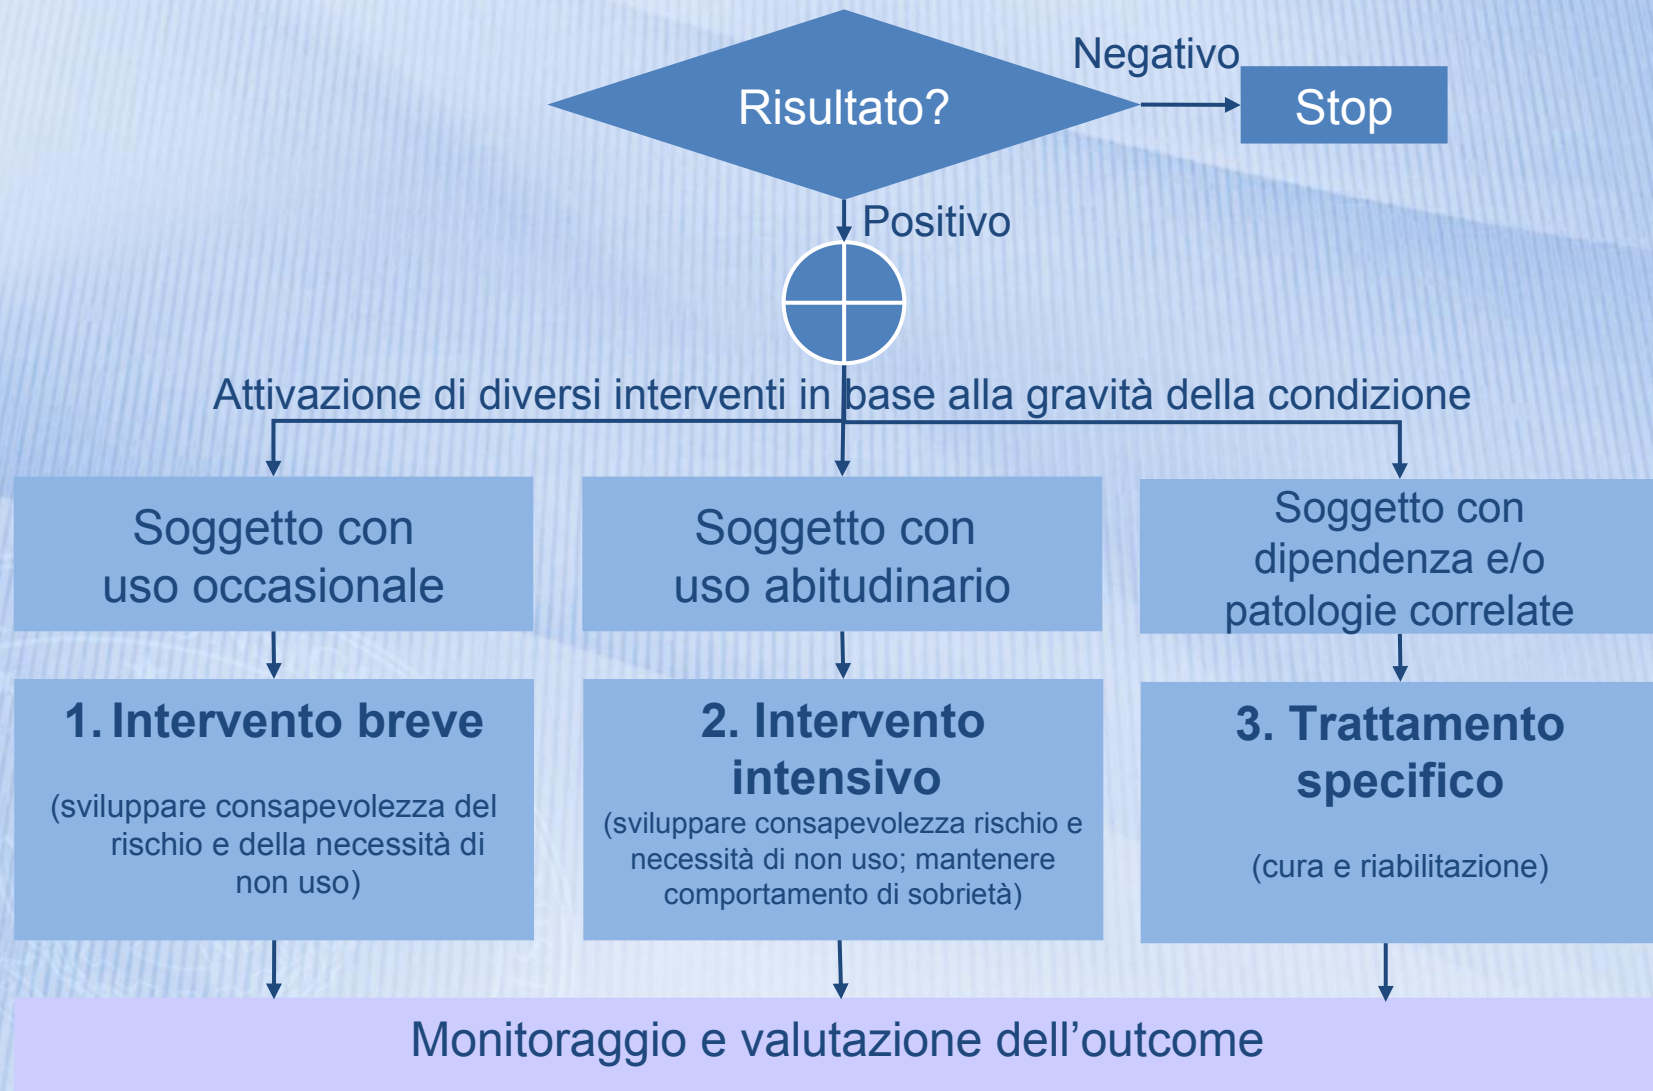 Negativo
Risultato?
Stop
Positivo
Attivazione di diversi interventi in base alla gravità della condizione
Soggetto con
uso occasionale
Soggetto con
uso abitudinario
Soggetto con
dipendenza e/o
patologie correlate
1. Intervento breve
(sviluppare consapevolezza del
rischio e della necessità di
non uso)
2. Intervento
intensivo
(sviluppare consapevolezza rischio e
necessità di non uso; mantenere
comportamento di sobrietà)
3. Trattamento
specifico
(cura e riabilitazione)
Monitoraggio e valutazione dell’outcome